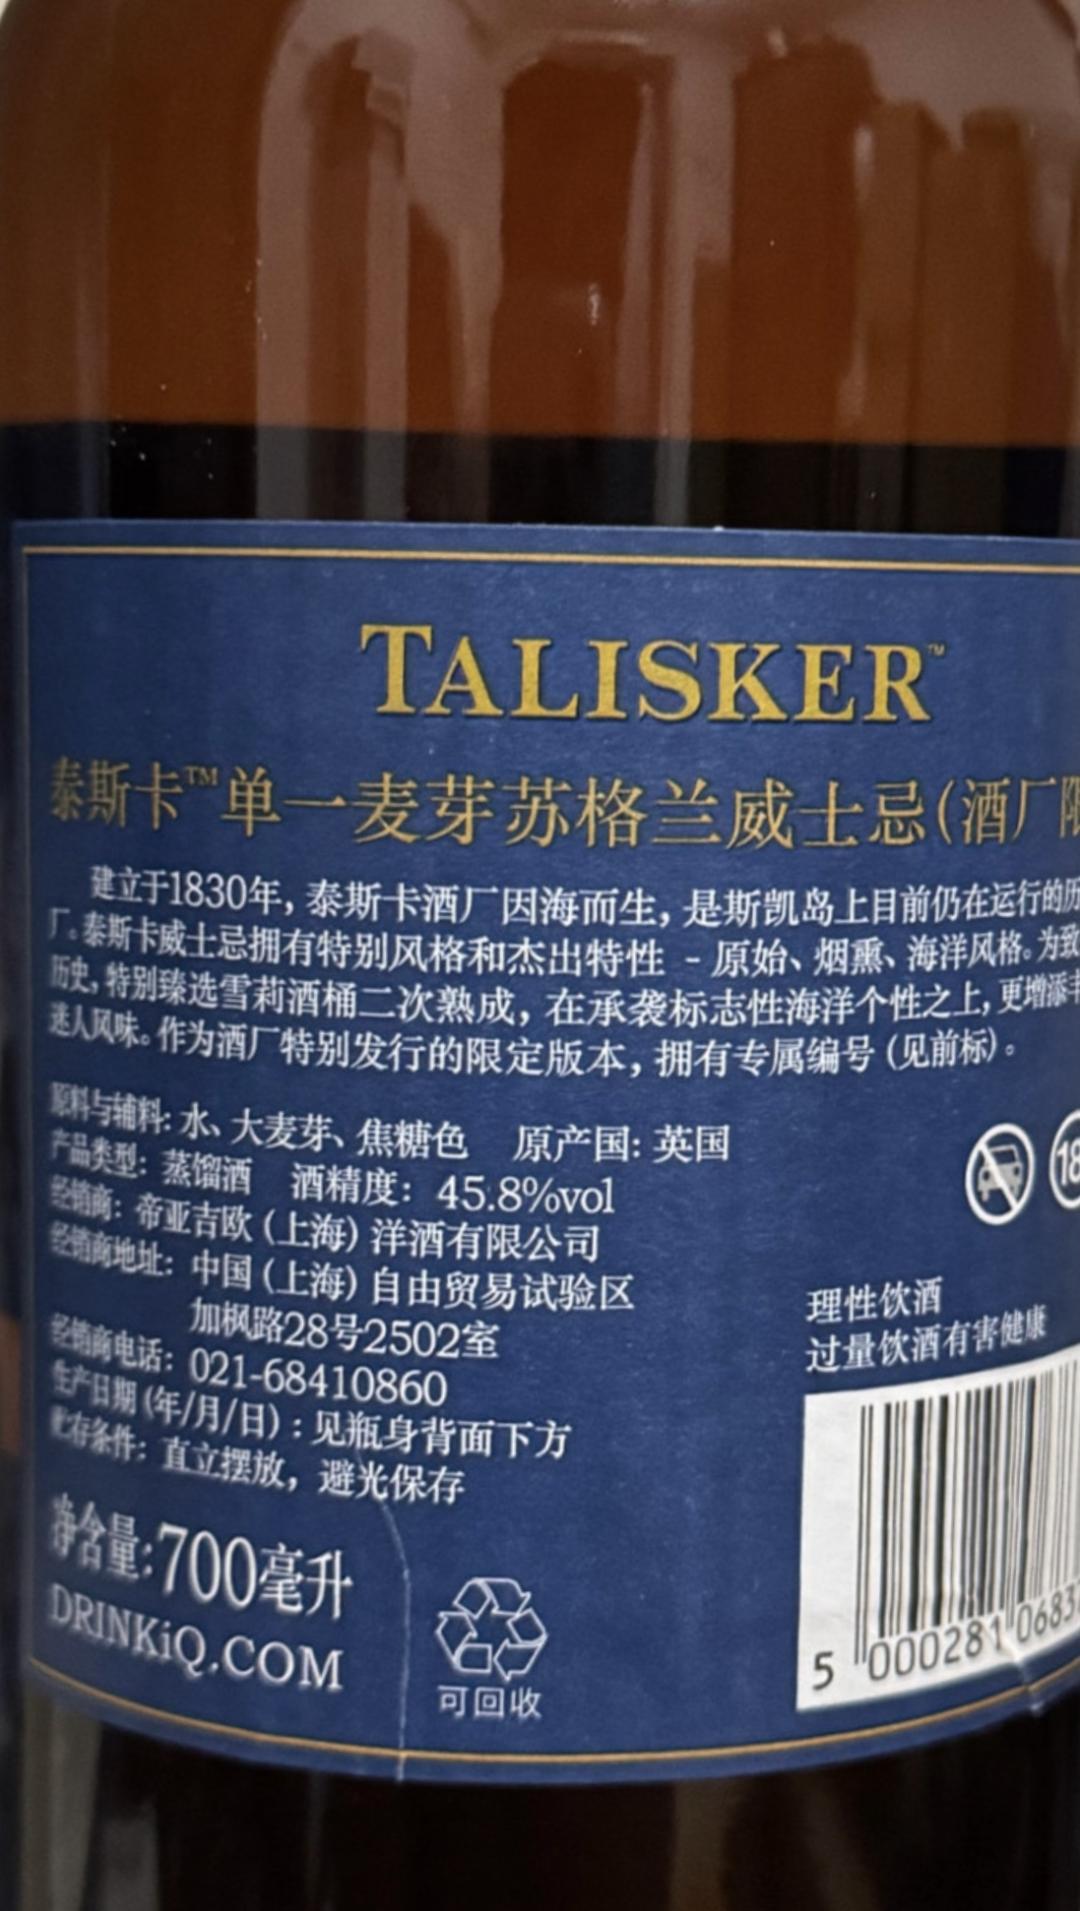 TALISKER™
泰斯卡™单一麦芽苏格兰威士忌(酒厂限
建立于1830年，泰斯卡酒厂因海而生，是斯凯岛上目前仍在运行的历
厂。泰斯卡威士忌拥有特别风格和杰出特性 - 原始、烟熏、海洋风格。为致
历史，特别臻选雪莉酒桶二次熟成，在承袭标志性海洋个性之上，更增添丰
迷人风味。作为酒厂特别发行的限定版本，拥有专属编号（见前标）。
原料与辅料：水、大麦芽、焦糖色 原产国：英国
产品类型：蒸馏酒 酒精度：45.8%vol
经销商：帝亚吉欧（上海）洋酒有限公司
经销商地址：中国（上海）自由贸易试验区
加枫路28号2502室
经销商电话：021-68410860
生产日期（年/月/日）：见瓶身背面下方
贮存条件：直立摆放，避光保存
净含量:700毫升
DRINKiQ.COM
可回收
18
理性饮酒
过量饮酒有害健康
5 000281 0683